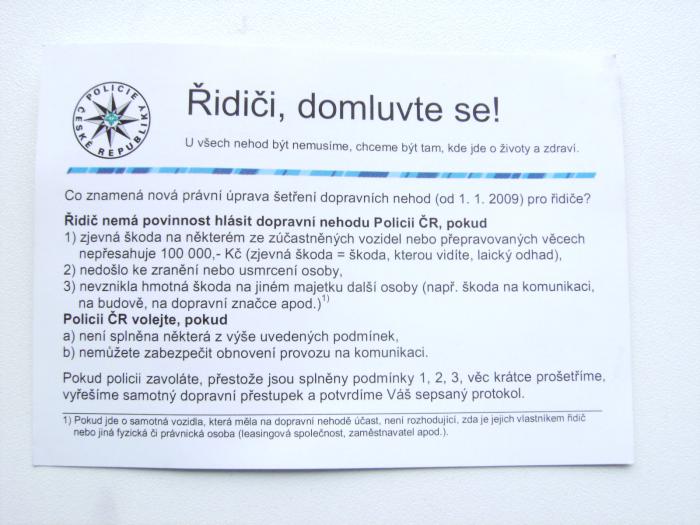 POLICIE
ČESKÉ REPUBLIKY
Řidiči, domluvte se!
U všech nehod být nemusíme, chceme být tam, kde jde o životy a zdraví.
Co znamená nová právní úprava šetření dopravních nehod (od 1. 1. 2009) pro řidiče?
Řidič nemá povinnost hlásit dopravní nehodu Policii ČR, pokud
1) zjevná škoda na některém ze zúčastněných vozidel nebo přepravovaných věcech
nepřesahuje 100 000,- Kč (zjevná škoda = škoda, kterou vidíte, laický odhad),
2) nedošlo ke zranění nebo usmrcení osoby,
3) nevznikla hmotná škoda na jiném majetku další osoby (např. škoda na komunikaci,
na budově, na dopravní značce apod.)1)
Policii ČR volejte, pokud
a) není splněna některá z výše uvedených podmínek,
b) nemůžete zabezpečit obnovení provozu na komunikaci.
Pokud policii zavoláte, přestože jsou splněny podmínky 1, 2, 3, věc krátce prošetříme,
vyřešíme samotný dopravní přestupek a potvrdíme Váš sepsaný protokol.
1) Pokud jde o samotná vozidla, která měla na dopravní nehodě účast, není rozhodující, zda je jejich vlastníkem řidič
nebo jiná fyzická či právnická osoba (leasingová společnost, zaměstnavatel apod.).